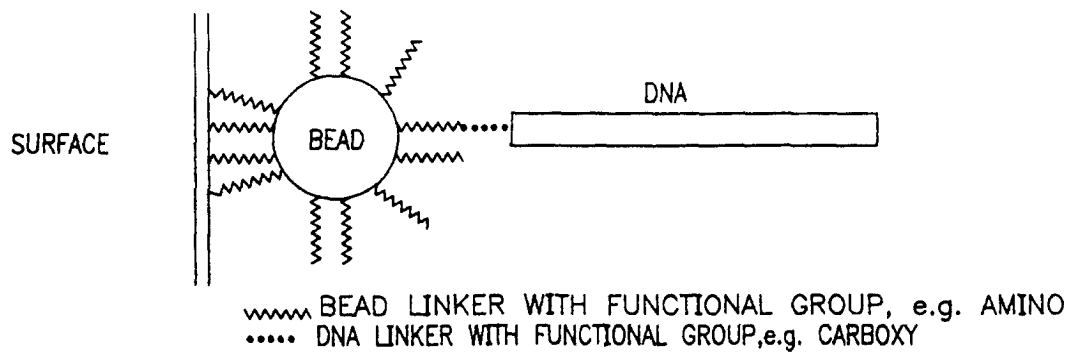 DNA
SURFACE
BEAD
BEAD LINKER WITH FUNCTIONAL GROUP, e.g. AMINO
DNA LINKER WITH FUNCTIONAL GROUP,e.g. CARBOXY